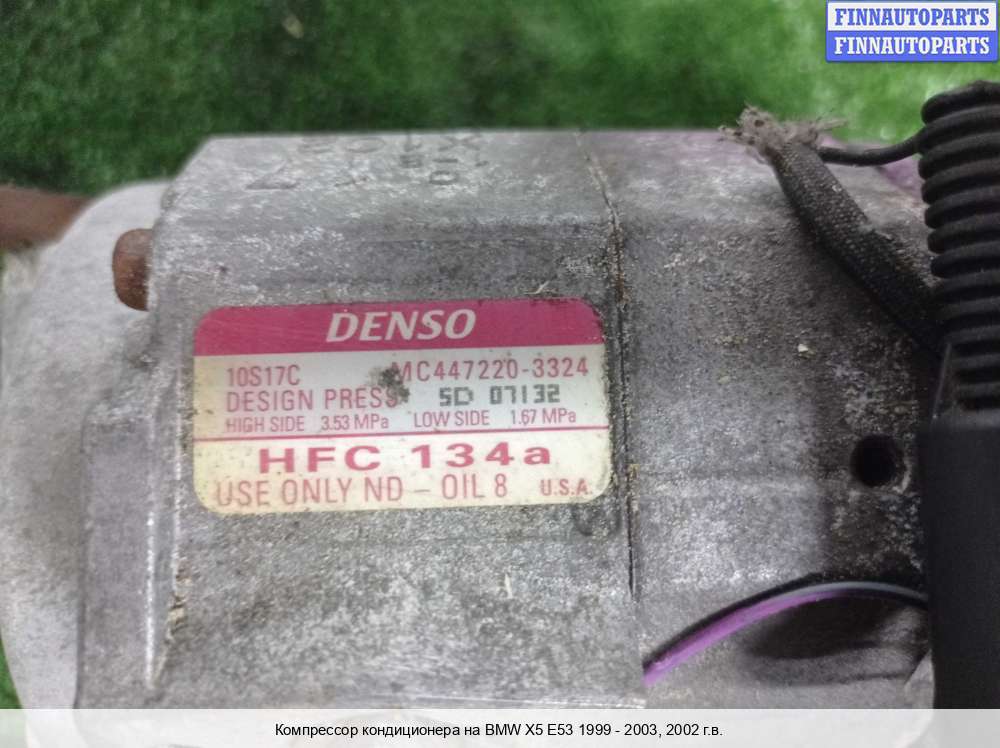 FINNAUTOPARTS
FINNAUTOPARTS
DENSO
10S17C MC447220-3324
DESIGN PRESS SD 07132
HIGH SIDE 3.53 MPa LOW SIDE 1.67 MPa
HFC 134a
USE ONLY ND-OIL 8 U.S.A
Компрессор кондиционера на BMW X5 E53 1999 - 2003, 2002 г.в.